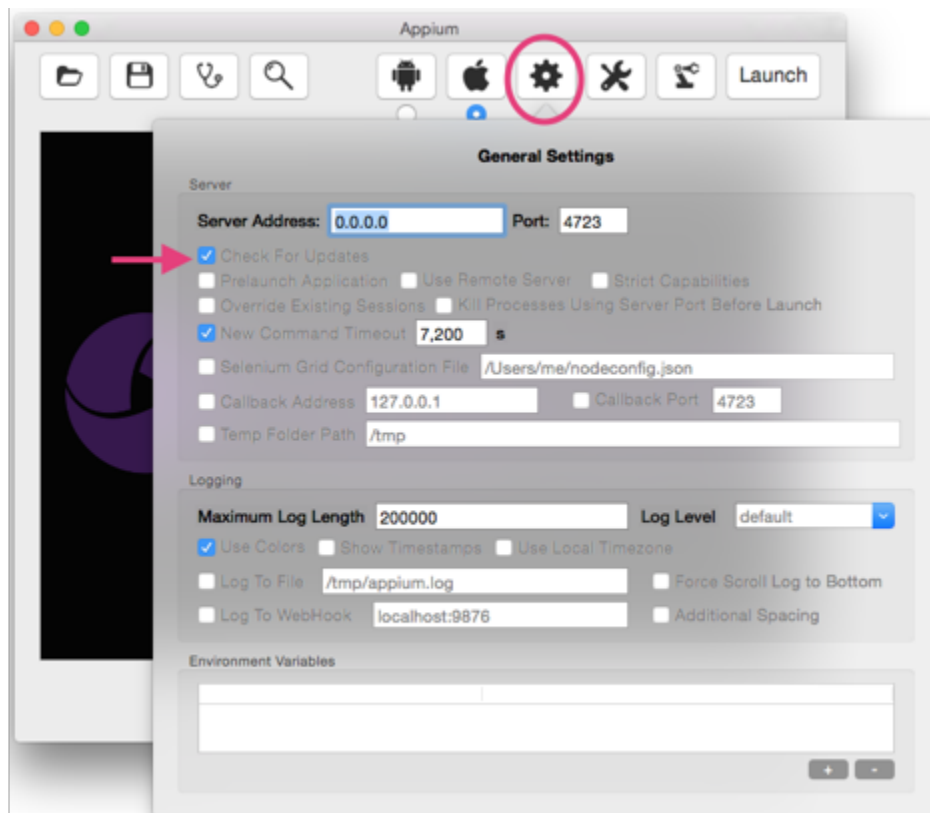 Appium
Launch
General Settings
Server
Server Address: 0.0.0.0 Port: 4723
Check For Updates
Prelaunch Application Use Remote Server Strict Capabilities
Override Existing Sessions Kill Processes Using Server Port Before Launch
New Command Timeout 7,200 s
Selenium Grid Configuration File /Users/me/nodeconfig.json
Callback Address 127.0.0.1 Callback Port 4723
Temp Folder Path /tmp
Logging
Maximum Log Length 200000 Log Level default
Use Colors Show Timestamps Use Local Timezone
Log To File /tmp/appium.log Force Scroll Log to Bottom
Log To WebHook localhost:9876 Additional Spacing
Environment Variables
+ -